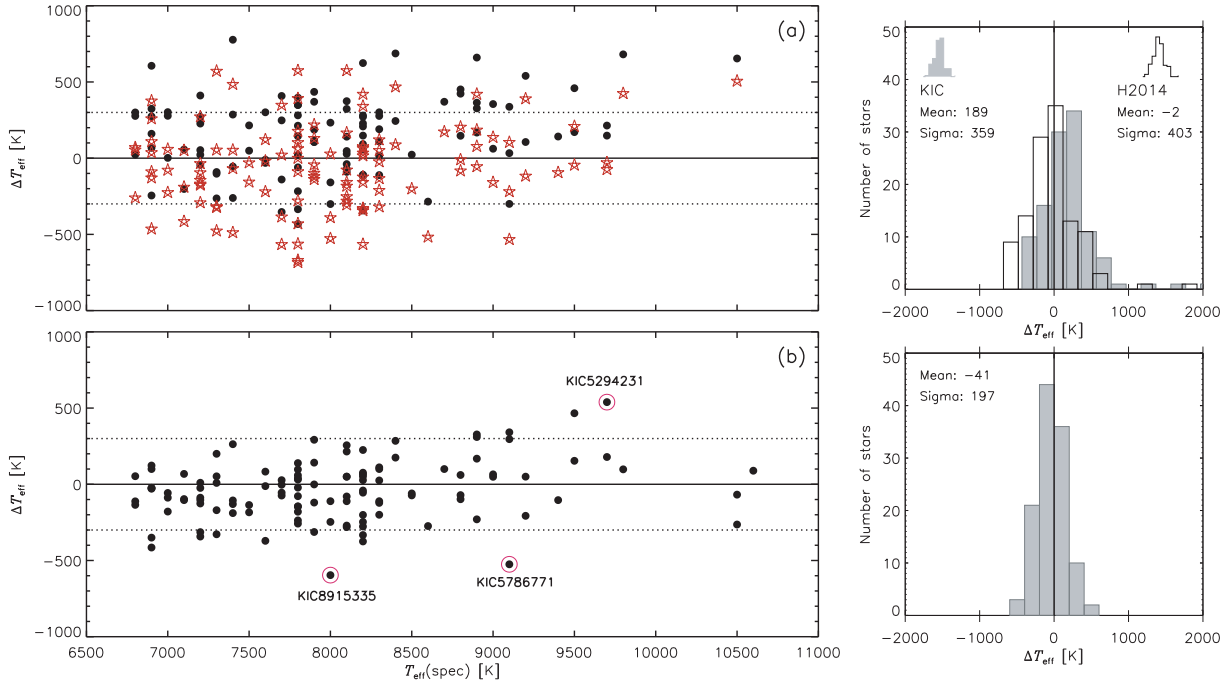 1000
500
0
−500
−1000
ΔTeff [K]
(a)
50
40
30
20
10
0
Number of stars
KIC
Mean: 189
Sigma: 359
H2014
Mean: −2
Sigma: 403
−2000
−1000
0
1000
2000
ΔTeff [K]
1000
500
0
−500
−1000
ΔTeff [K]
(b)
KIC5294231
KIC8915335
KIC5786771
6500
7000
7500
8000
8500
9000
9500
10000
10500
11000
Teff(spec) [K]
50
40
30
20
10
0
Number of stars
Mean: −41
Sigma: 197
−2000
−1000
0
1000
2000
ΔTeff [K]